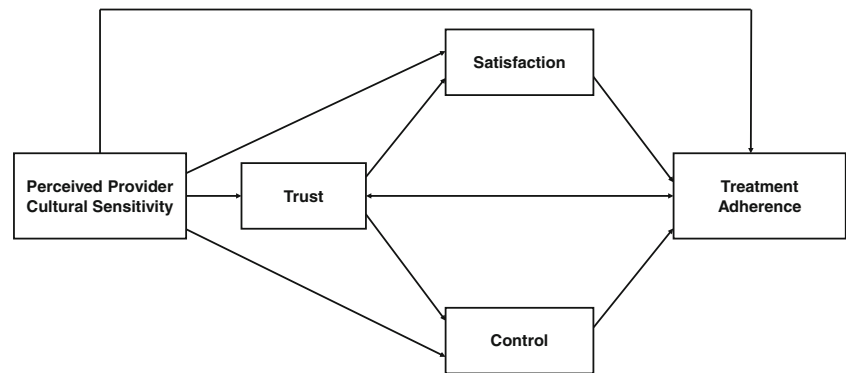 Satisfaction
Perceived Provider
Cultural Sensitivity
Trust
Treatment
Adherence
Control